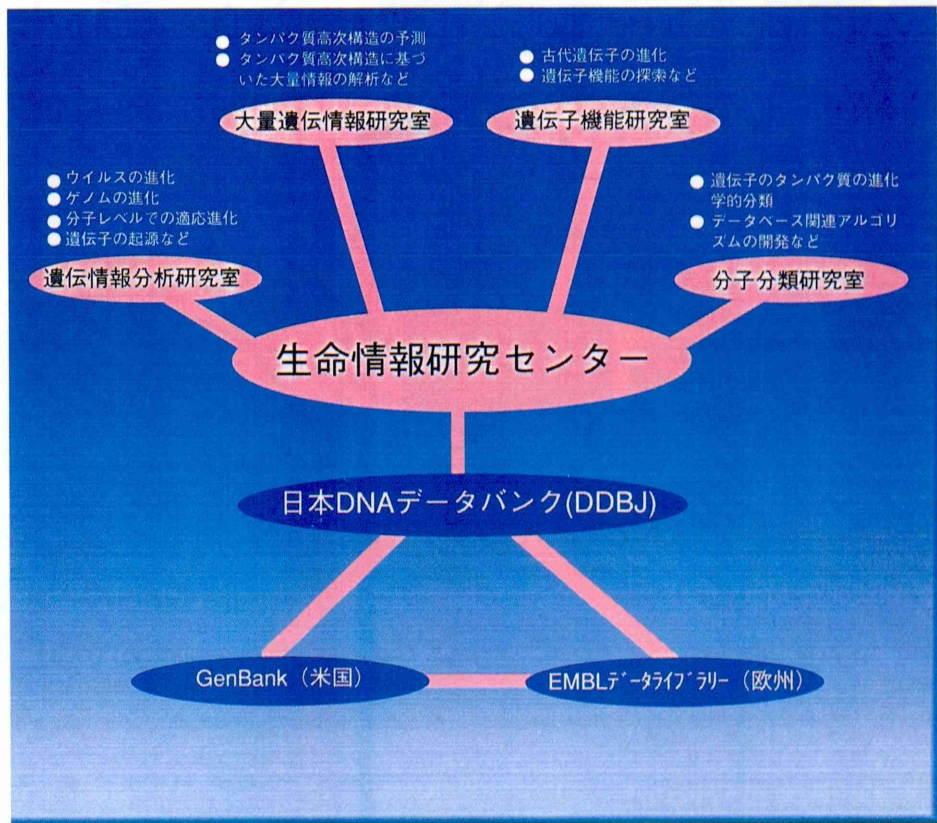 ● タンパク質高次構造の予測
● タンパク質高次構造に基づ
いた大量情報の解析など
大量遺伝情報研究室
● 古代遺伝子の進化
● 遺伝子機能の探索など
遺伝子機能研究室
● ウイルスの進化
● ゲノムの進化
● 分子レベルでの適応進化
● 遺伝子の起源など
遺伝情報分析研究室
● 遺伝子のタンパク質の進化
学的分類
● データベース関連アルゴリ
ズムの開発など
分子分類研究室
生命情報研究センター
日本DNAデータバンク(DDBJ)
GenBank（米国）
EMBLデータライブラリー（欧州）